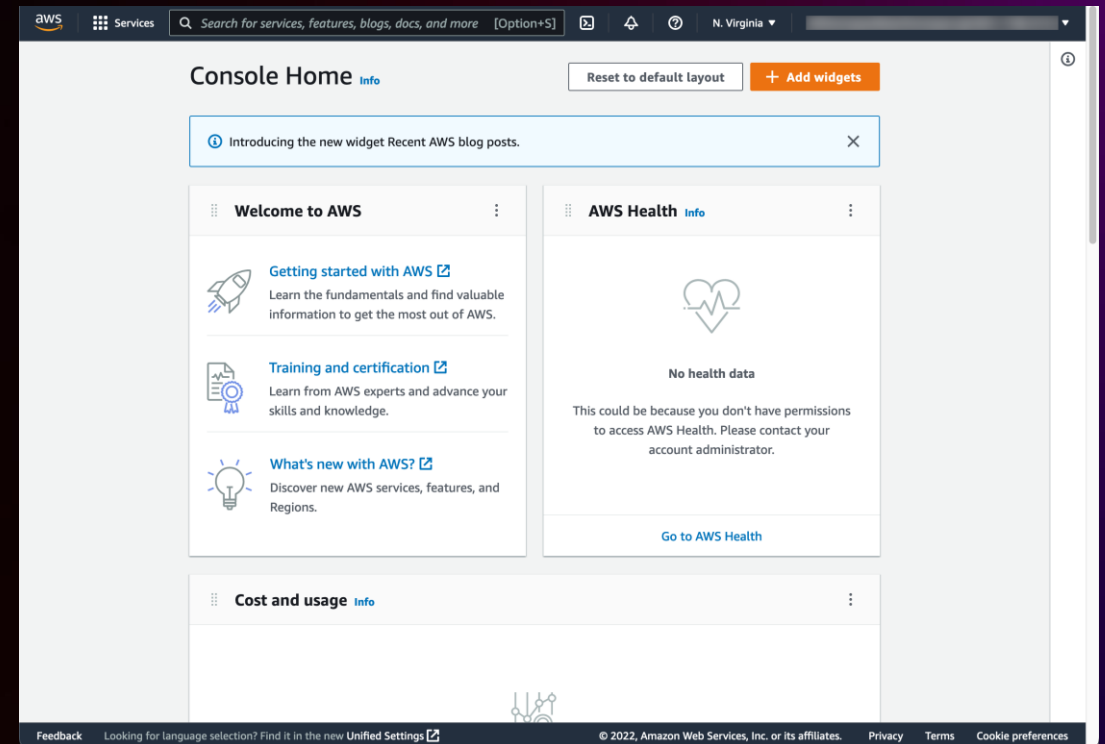 aws
Services
Search for services, features, blogs, docs, and more [Option+S]
N. Virginia
Console Home Info
Reset to default layout
Add widgets
Introducing the new widget Recent AWS blog posts.
Welcome to AWS
Getting started with AWS
Learn the fundamentals and find valuable
information to get the most out of AWS.
Training and certification
Learn from AWS experts and advance your
skills and knowledge.
What's new with AWS?
Discover new AWS services, features, and
Regions.
AWS Health Info
No health data
This could be because you don't have permissions
to access AWS Health. Please contact your
account administrator.
Go to AWS Health
Cost and usage Info
Feedback
Looking for language selection? Find it in the new Unified Settings
© 2022, Amazon Web Services, Inc. or its affiliates.
Privacy
Terms
Cookie preferences